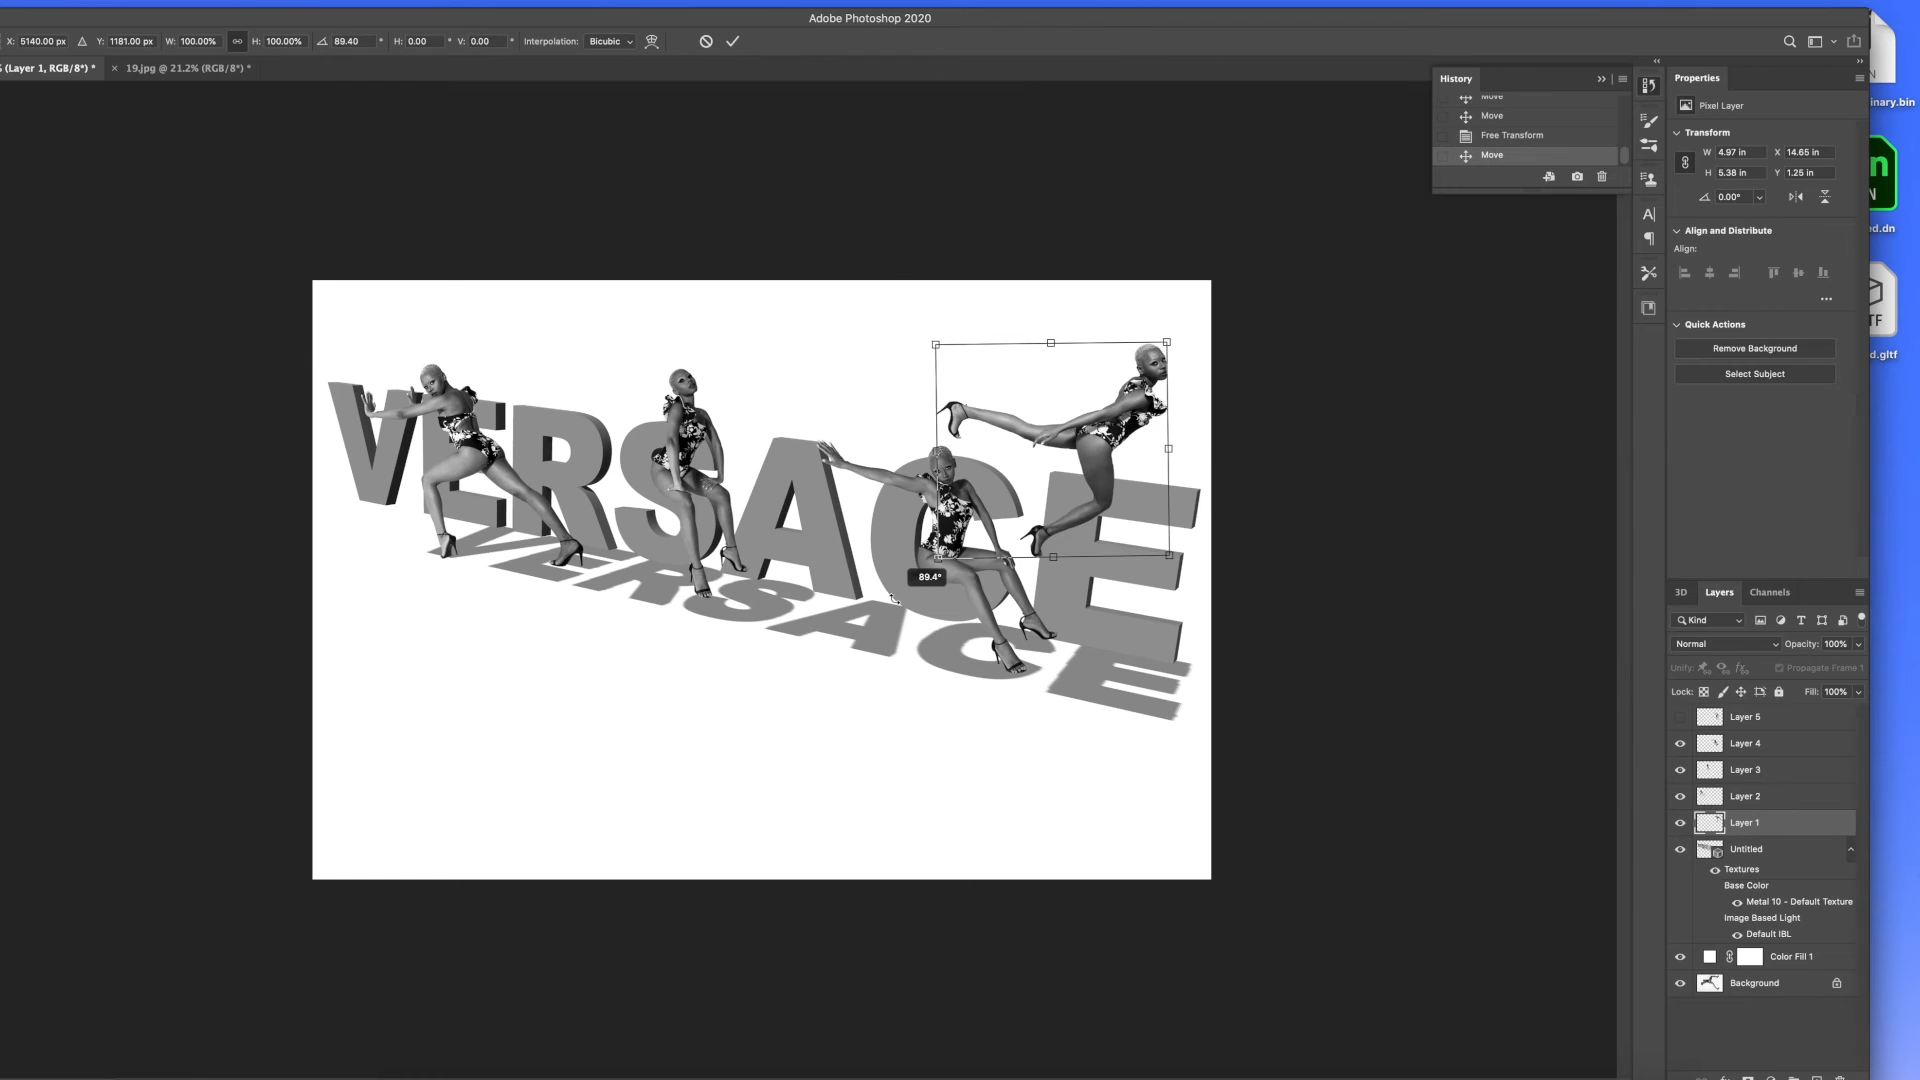 Adobe Photoshop 2020
X: 5140.00 px Y: 1181.00 px W: 100.00% H: 100.00% 89.40 ° H: 0.00 ° V: 0.00 ° Interpolation: Bicubic
(Layer 1, RGB/8*) * × 19.jpg @ 21.2% (RGB/8*) *
History
Move
Move
Free Transform
Move
Properties
Pixel Layer
Transform
W 4.97 in X 14.65 in
H 5.38 in Y 1.25 in
0.00°
Align and Distribute
Align:
Quick Actions
Remove Background
Select Subject
inary.bin
n
N
ed.dn
TF
d.gltf
VERSACE
VERSACE
89.4°
3D Layers Channels
Kind
Normal Opacity: 100%
Unify: Propagate Frame 1
Lock: Fill: 100%
Layer 5
Layer 4
Layer 3
Layer 2
Layer 1
Untitled
Textures
Base Color
Metal 10 - Default Texture
Image Based Light
Default IBL
Color Fill 1
Background